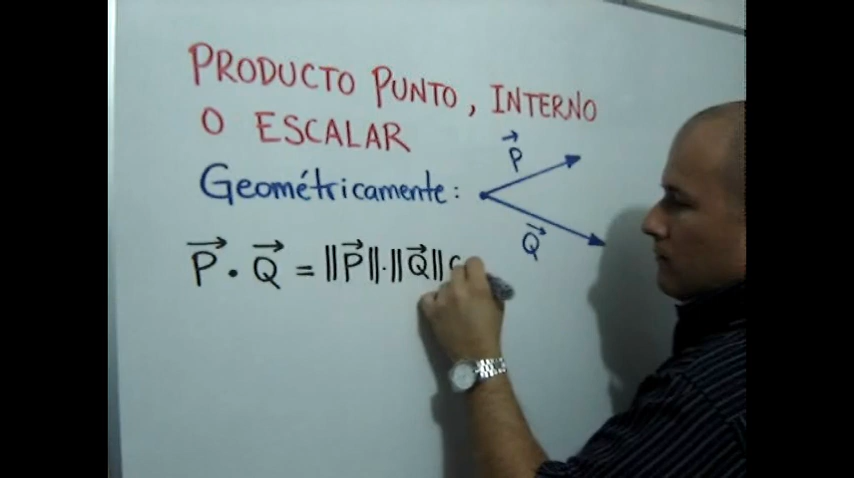 PRODUCTO PUNTO, INTERNO
O ESCALAR
Geométricamente:
P⃗
Q⃗
P⃗ · Q⃗ = ||P⃗||·||Q⃗|| c